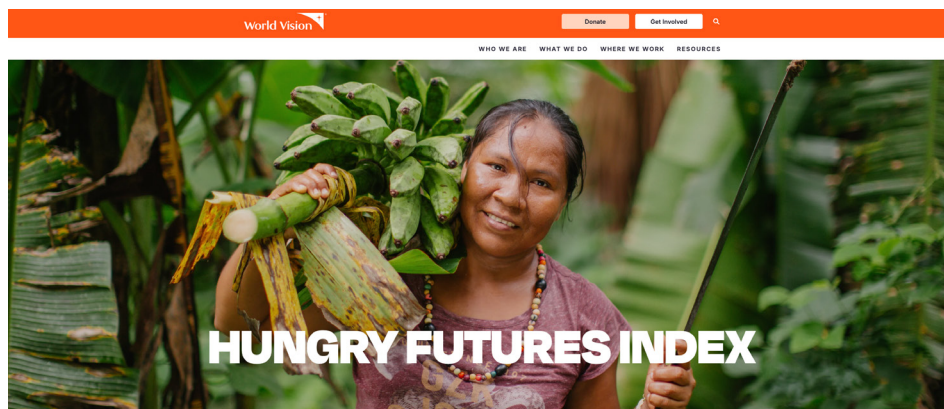 World Vision
Donate
Get Involved
WHO WE ARE
WHAT WE DO
WHERE WE WORK
RESOURCES
HUNGRY FUTURES INDEX